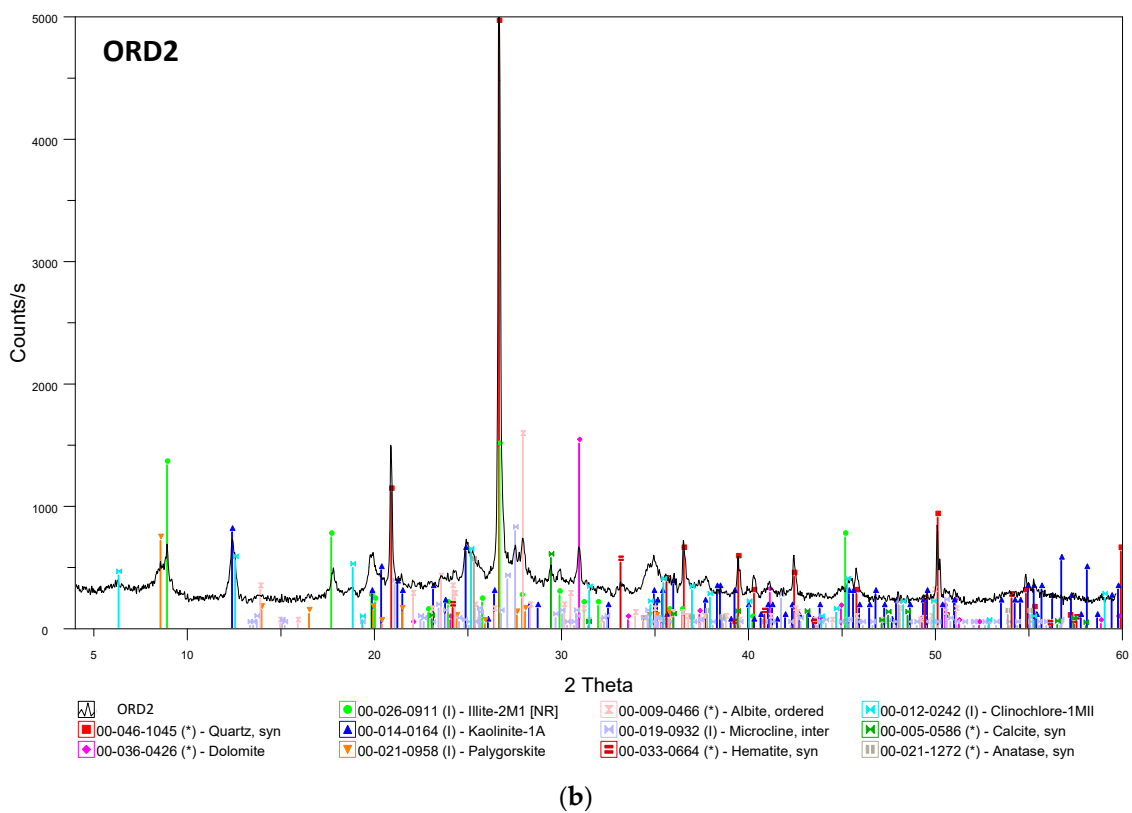 5000
ORD2
4000
3000
2000
1000
0
Counts/s
5 10 20 30 40 50 60
2 Theta
ORD2 00-026-0911 (I) - Illite-2M1 [NR] 00-009-0466 (*) - Albite, ordered 00-012-0242 (I) - Clinochlore-1MII
00-046-1045 (*) - Quartz, syn 00-014-0164 (I) - Kaolinite-1A 00-019-0932 (I) - Microcline, inter 00-005-0586 (*) - Calcite, syn
00-036-0426 (*) - Dolomite 00-021-0958 (I) - Palygorskite 00-033-0664 (*) - Hematite, syn 00-021-1272 (*) - Anatase, syn
(b)